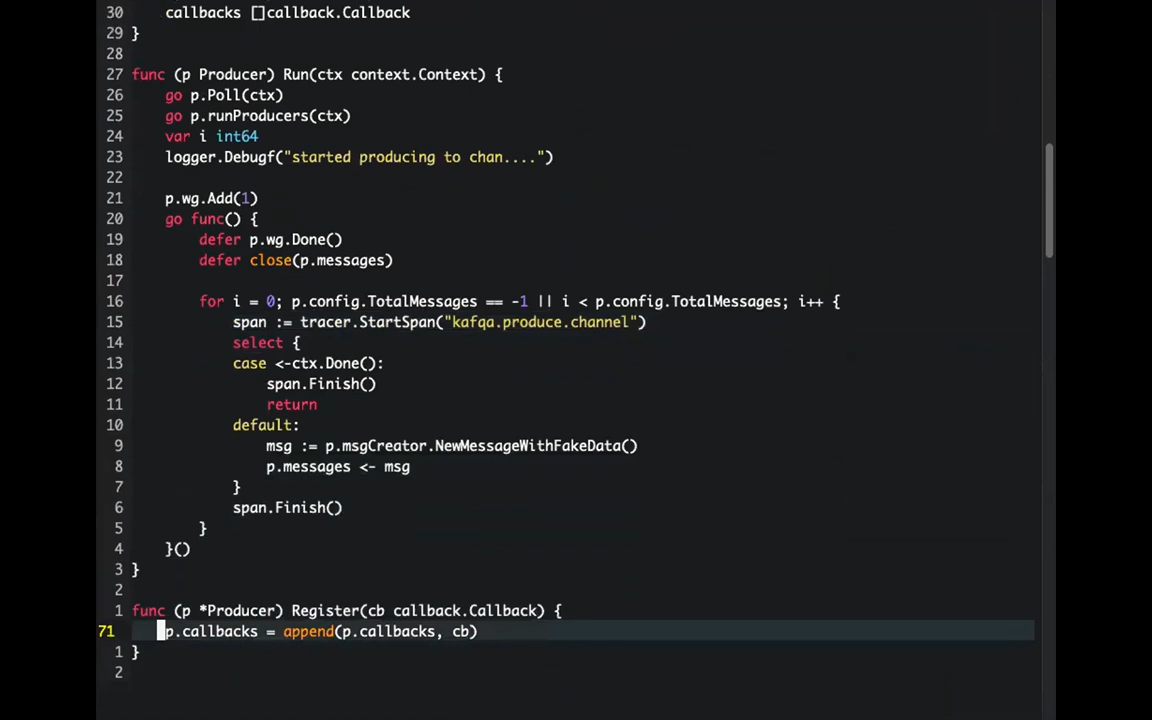 30 callbacks []callback.Callback
29 }
28
27 func (p Producer) Run(ctx context.Context) {
26 go p.Poll(ctx)
25 go p.runProducers(ctx)
24 var i int64
23 logger.Debugf("started producing to chan....")
22
21 p.wg.Add(1)
20 go func() {
19 defer p.wg.Done()
18 defer close(p.messages)
17
16 for i = 0; p.config.TotalMessages == -1 || i < p.config.TotalMessages; i++ {
15 span := tracer.StartSpan("kafqa.produce.channel")
14 select {
13 case <-ctx.Done():
12 span.Finish()
11 return
10 default:
9 msg := p.msgCreator.NewMessageWithFakeData()
8 p.messages <- msg
7 }
6 span.Finish()
5 }
4 }()
3 }
2
1 func (p *Producer) Register(cb callback.Callback) {
71 p.callbacks = append(p.callbacks, cb)
1 }
2